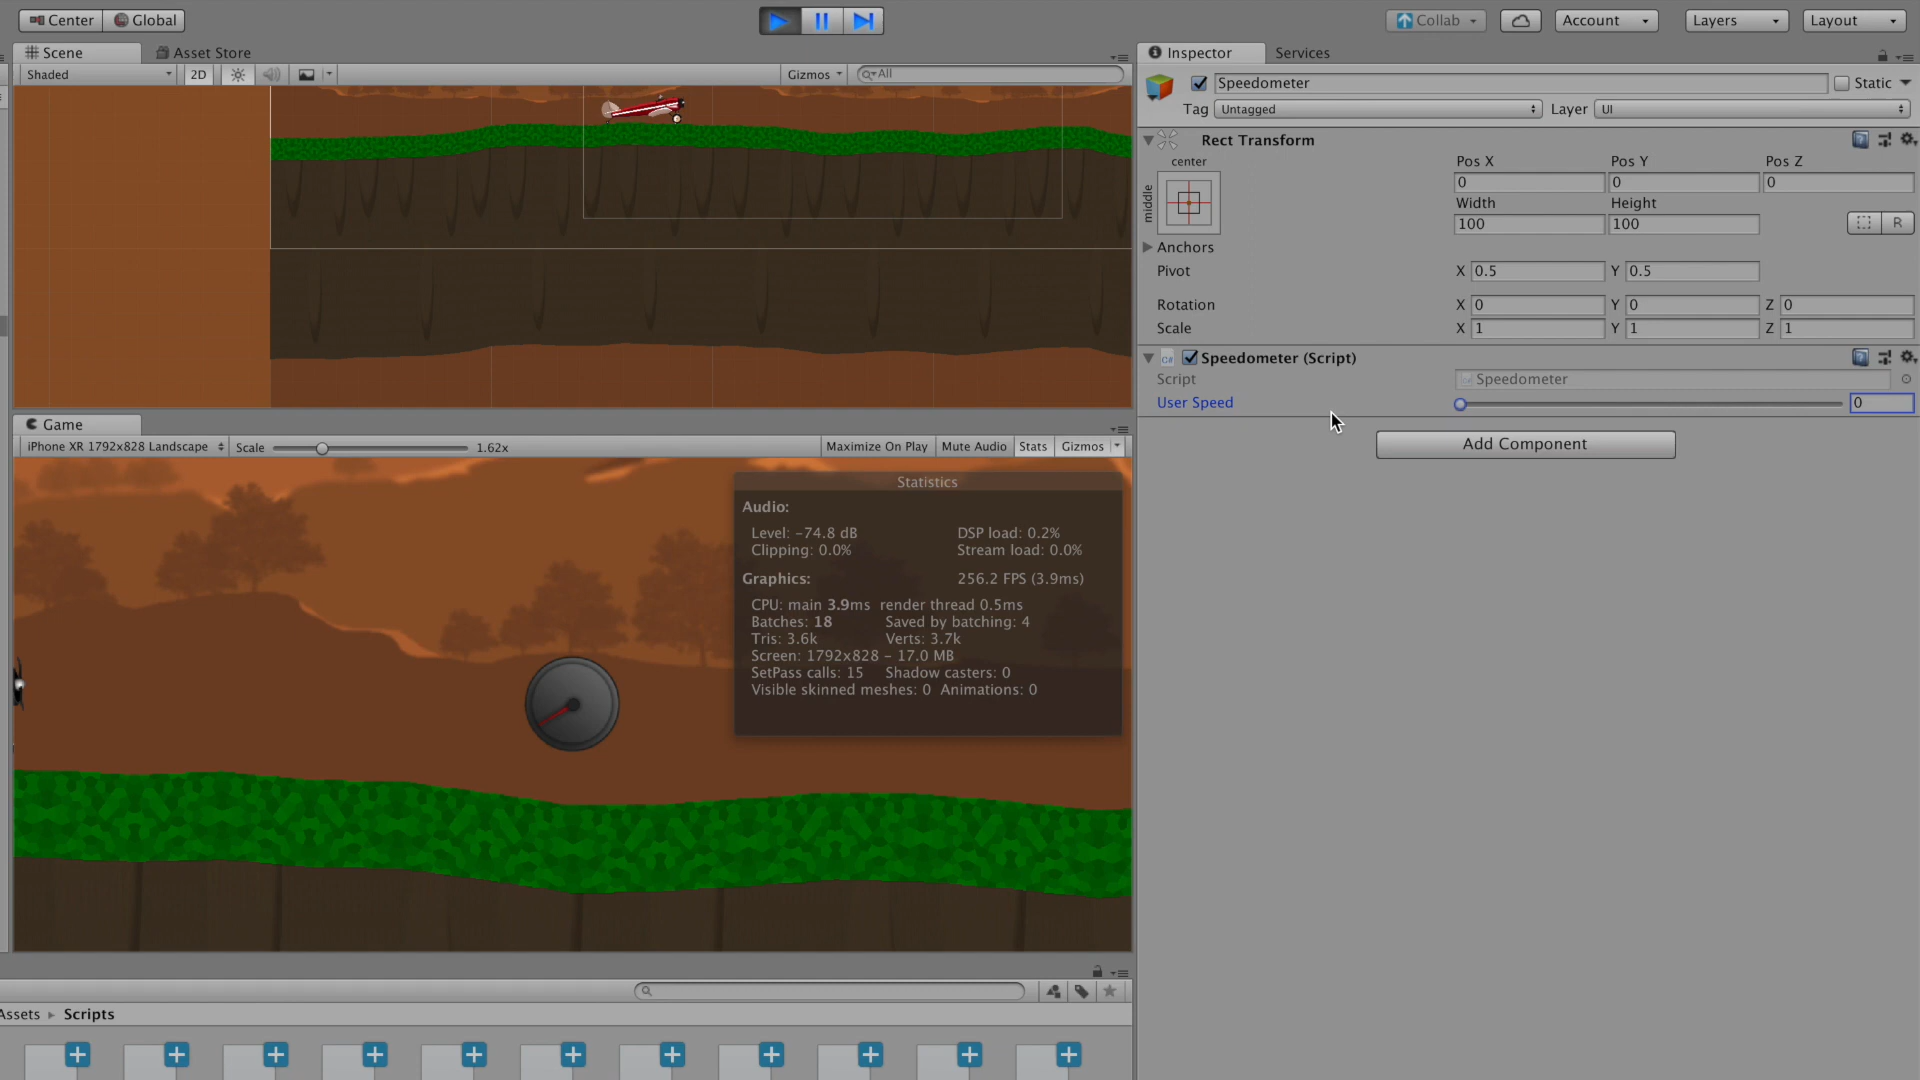 Center Global Collab Account Layers Layout
Scene Asset Store
Shaded 2D Gizmos All
Game
iPhone XR 1792x828 Landscape Scale 1.62x Maximize On Play Mute Audio Stats Gizmos
Statistics
Audio:
Level: -74.8 dB DSP load: 0.2%
Clipping: 0.0% Stream load: 0.0%
Graphics: 256.2 FPS (3.9ms)
CPU: main 3.9ms render thread 0.5ms
Batches: 18 Saved by batching: 4
Tris: 3.6k Verts: 3.7k
Screen: 1792x828 - 17.0 MB
SetPass calls: 15 Shadow casters: 0
Visible skinned meshes: 0 Animations: 0
Assets Scripts
Inspector Services
Speedometer Static
Tag Untagged Layer UI
Rect Transform
center
middle
Pos X Pos Y Pos Z
0 0 0
Width Height
100 100 R
Anchors
Pivot X 0.5 Y 0.5
Rotation X 0 Y 0 Z 0
Scale X 1 Y 1 Z 1
C# Speedometer (Script)
Script Speedometer
User Speed 0
Add Component